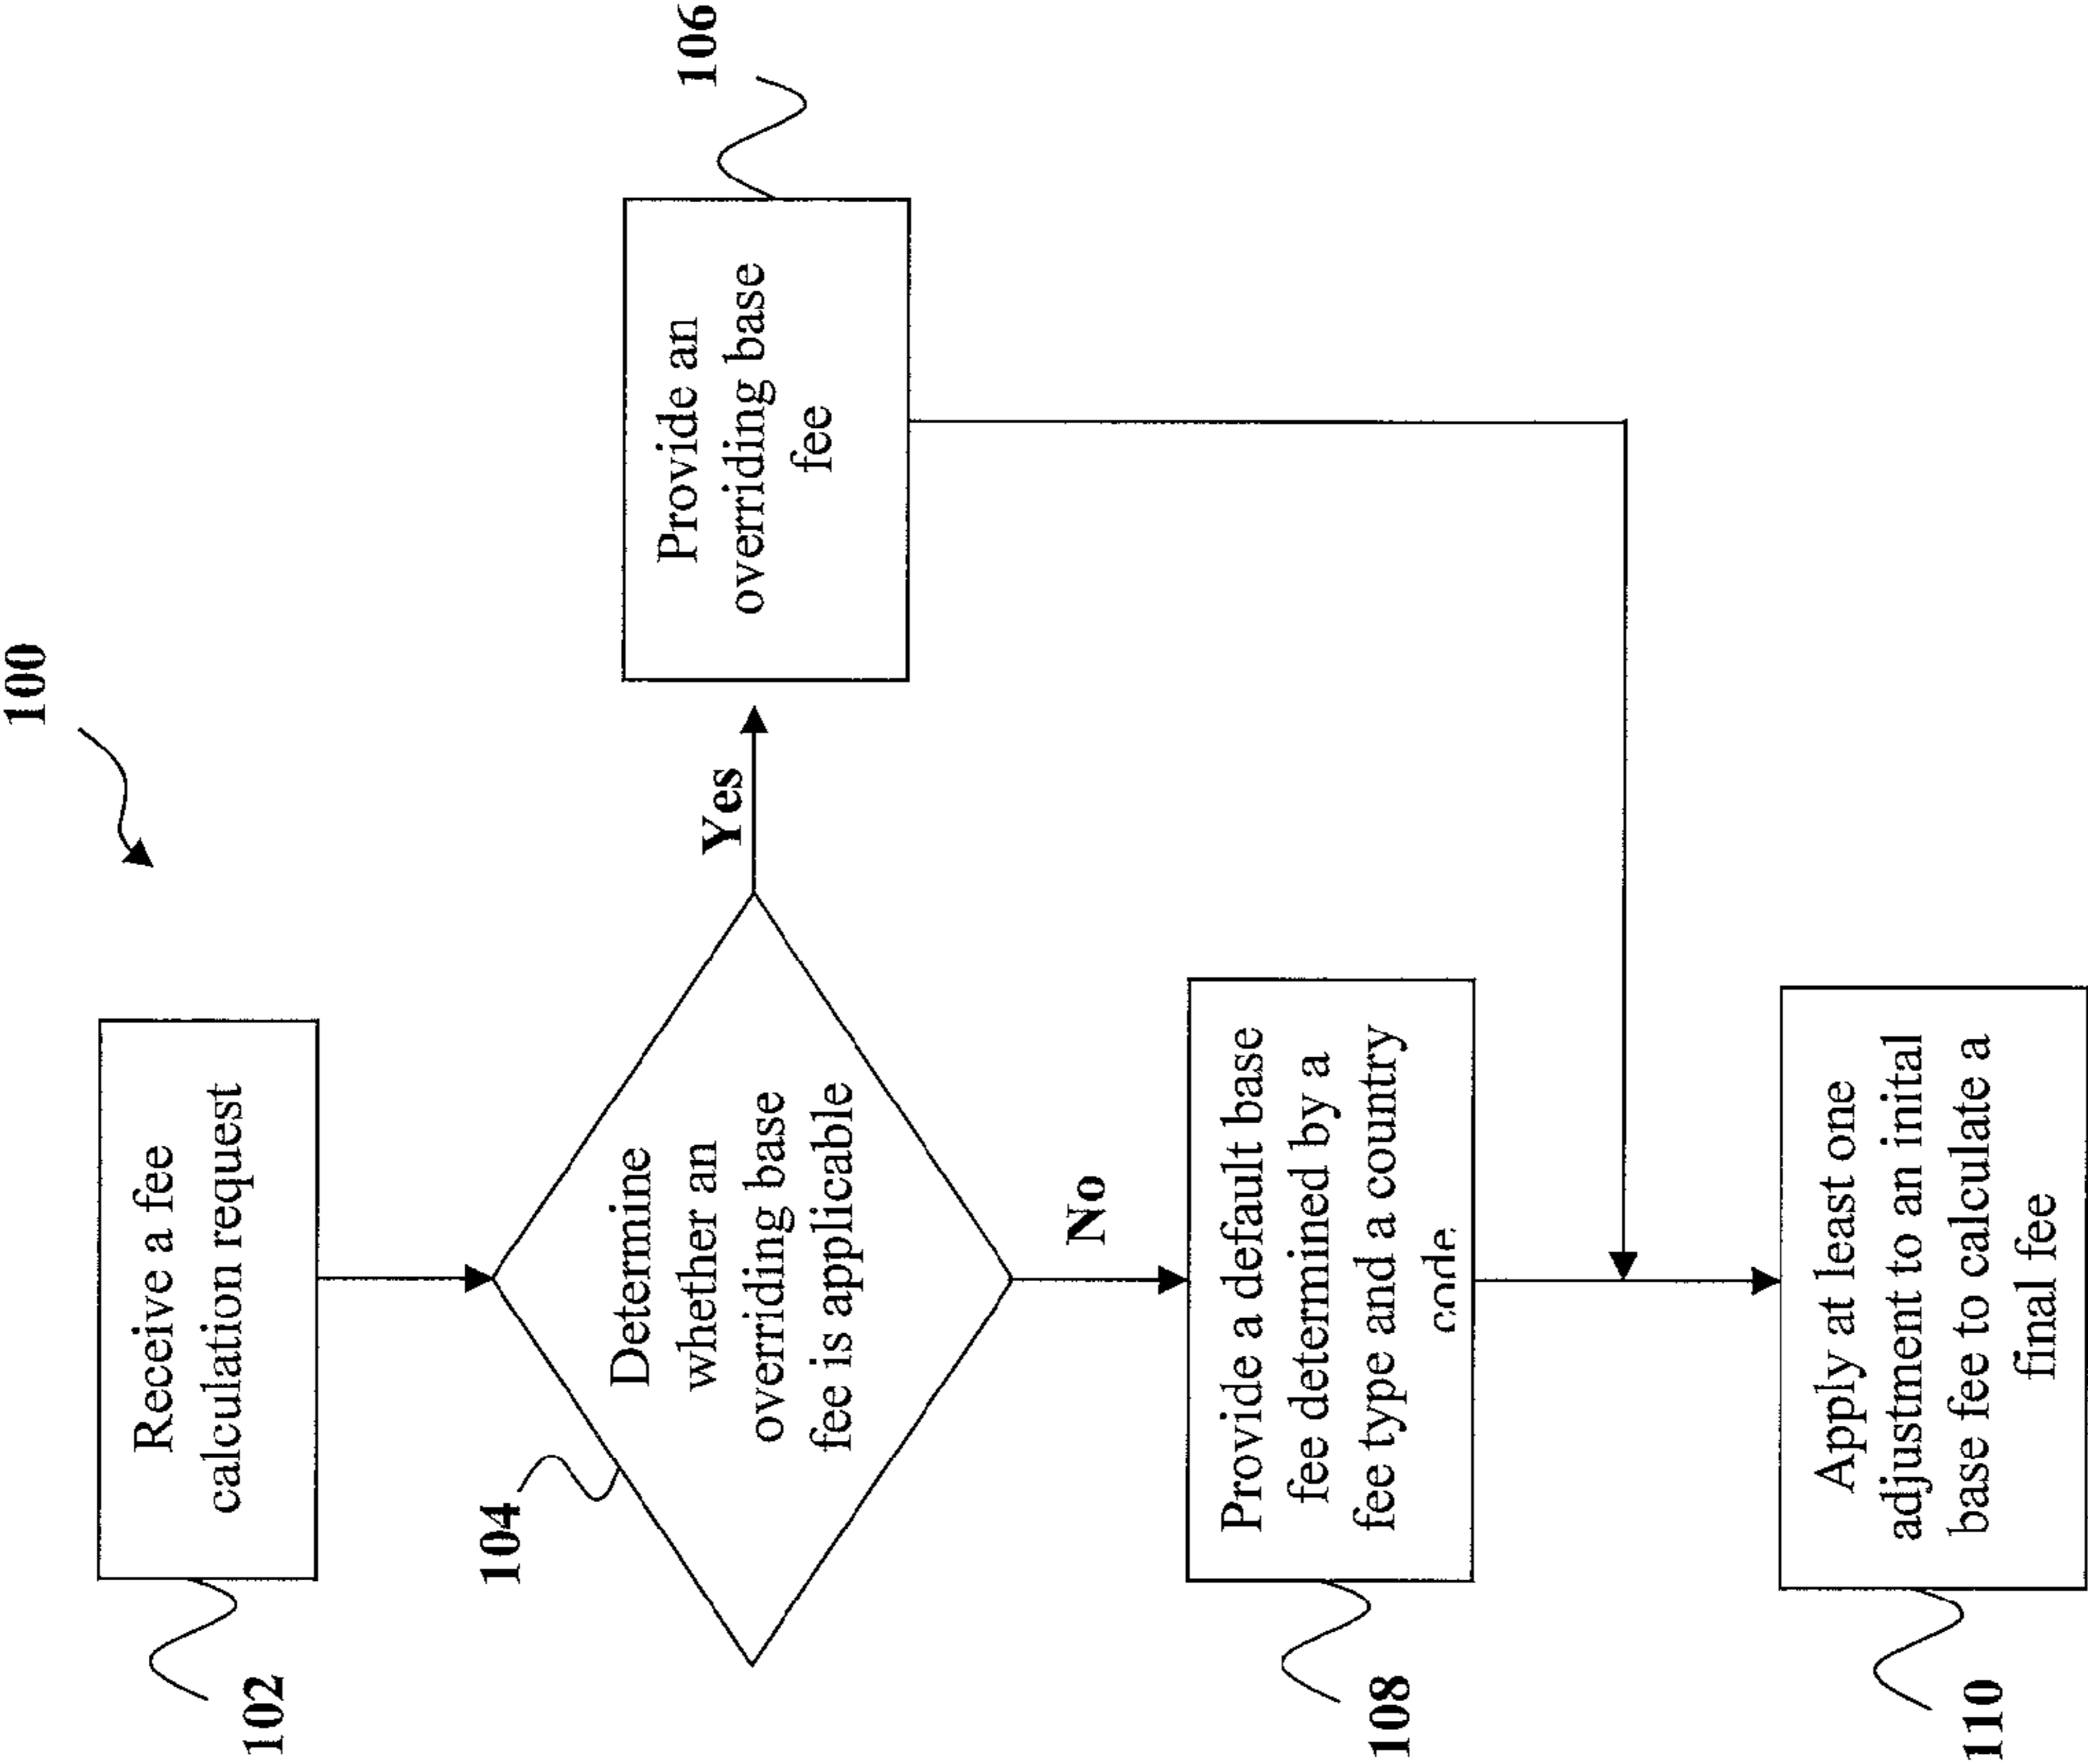 100
102
Receive a fee
calculation request
104
Determine
whether an
overriding base
fee is applicable
Yes
106
Provide an
overriding base
fee
No
108
Provide a default base
fee determined by a
fee type and a country
code
110
Apply at least one
adjustment to an inital
base fee to calculate a
final fee